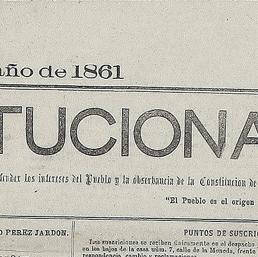 año de 1861
TUCIONA
ender los intereses del Pueblo y la observancia de la Constitucion de
"El Pueblo es el origen
O PEREZ JARDON.
PUNTOS DE SUSCRIC
Las suscriciones se reciben únicamente en el despacho
en los bajos de la casa núm. 7, calle de la Moneda, frente